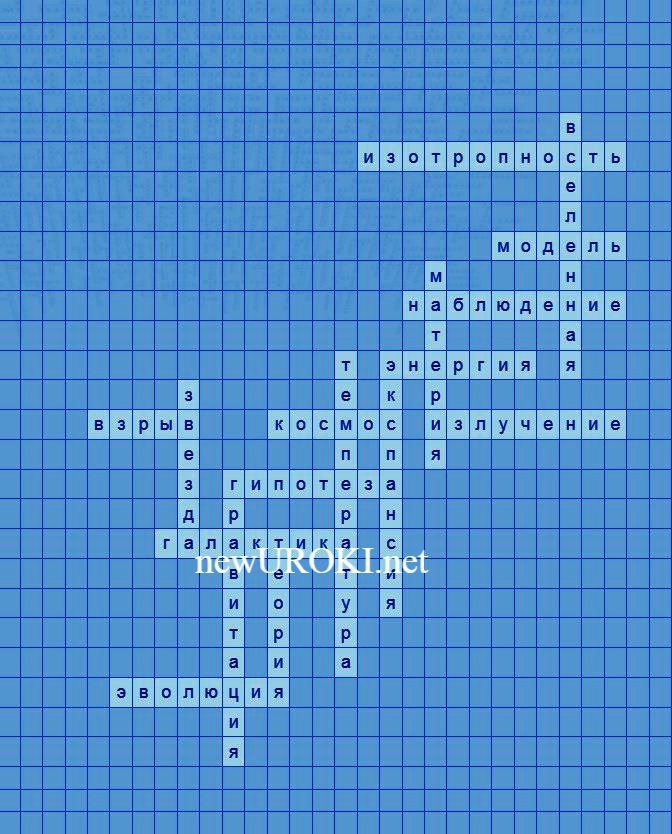 вселенная
изотропность
модель
материя
наблюдение
температура
энергия
экспансия
звезда
взрыв
космос
излучение
гипотеза
гравитация
галактика
теория
newUROKI.net
эволюция